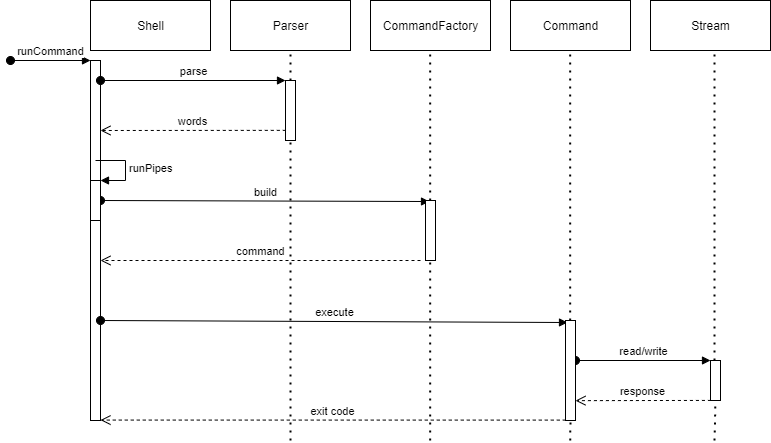 Shell
Parser
CommandFactory
Command
Stream
runCommand
parse
words
runPipes
build
command
execute
read/write
response
exit code